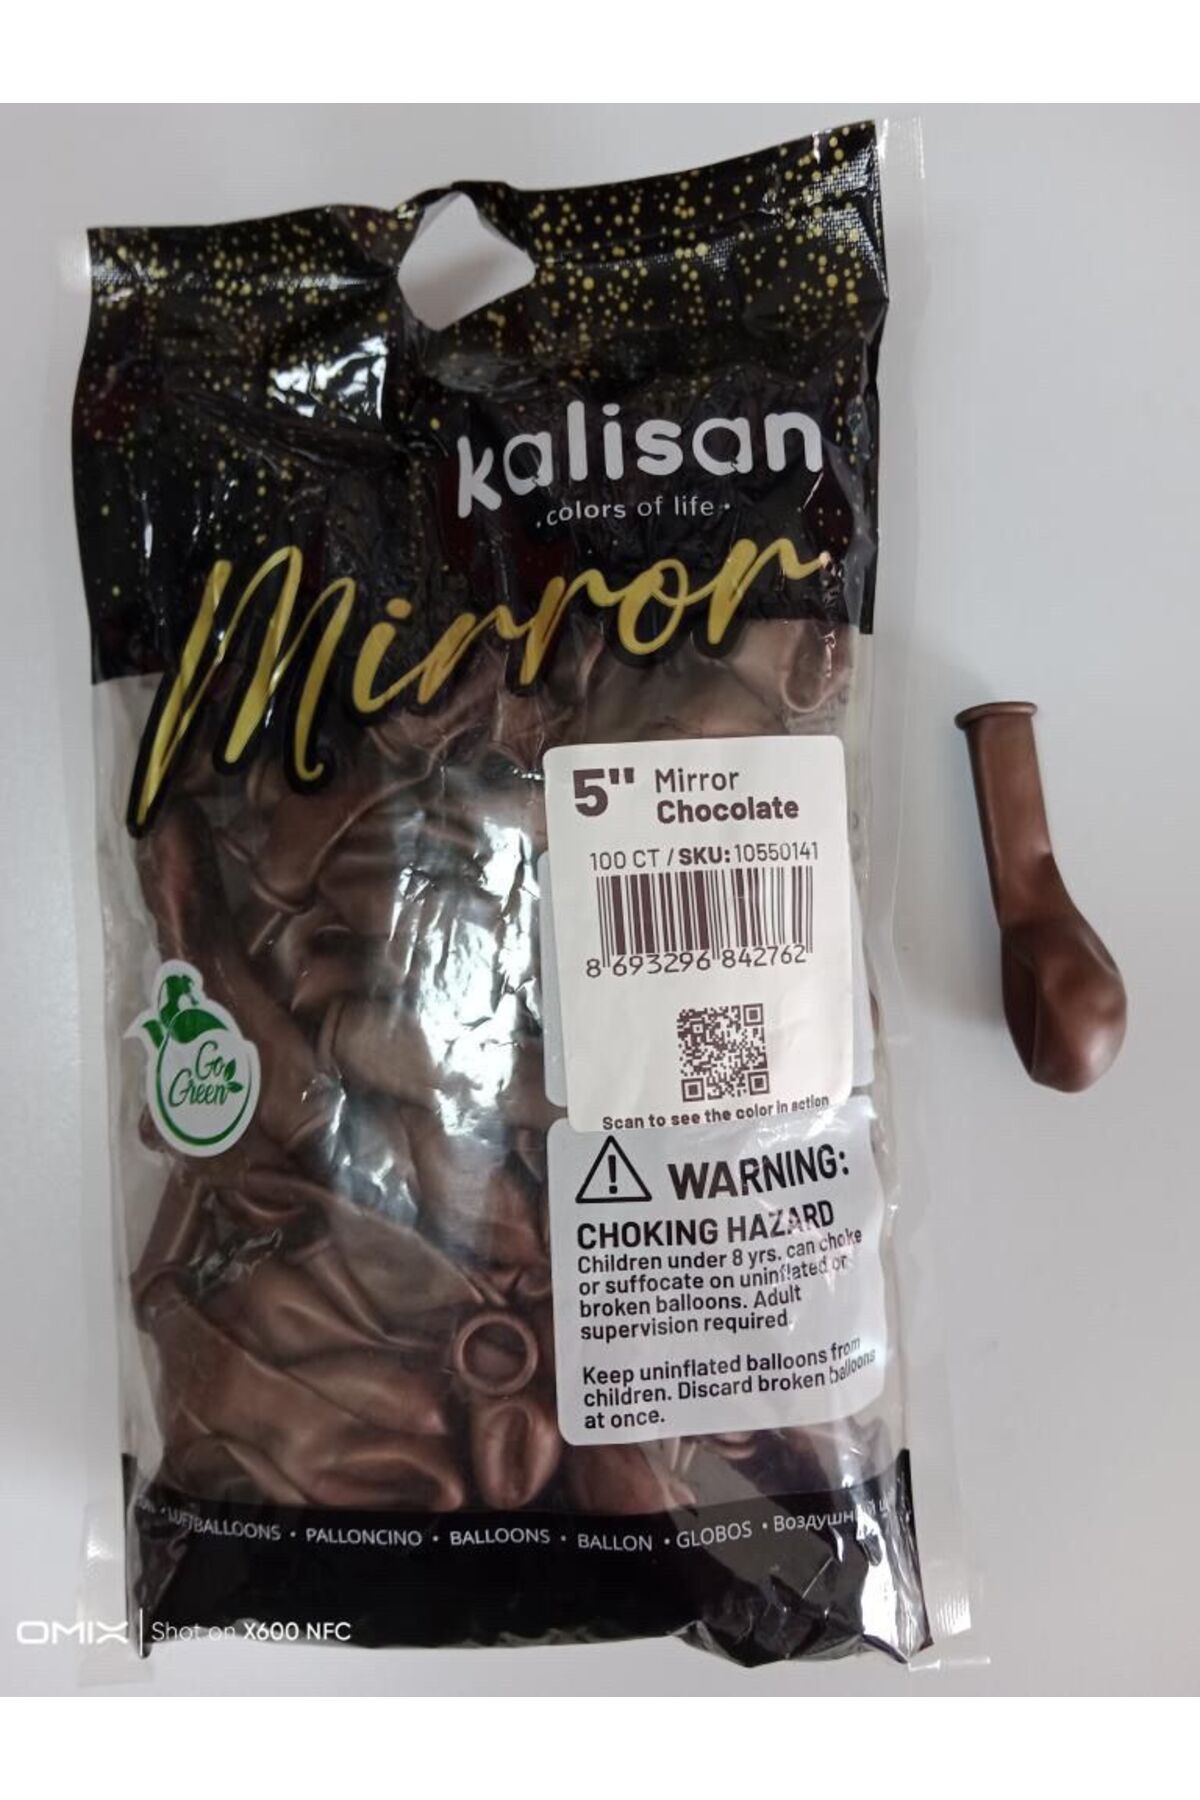 kalisan
• colors of life •
Mirror
5" Mirror
Chocolate
100 CT / SKU: 10550141
8 693296 842762
Go
Green
Scan to see the color in action
WARNING:
CHOKING HAZARD
Children under 8 yrs. can choke
or suffocate on uninflated or
broken balloons. Adult
supervision required.
Keep uninflated balloons from
children. Discard broken balloons
at once.
• LUFTBALLOONS • PALLONCINO • BALLOONS • BALLON • GLOBOS •
OMIX Shot on X600 NFC